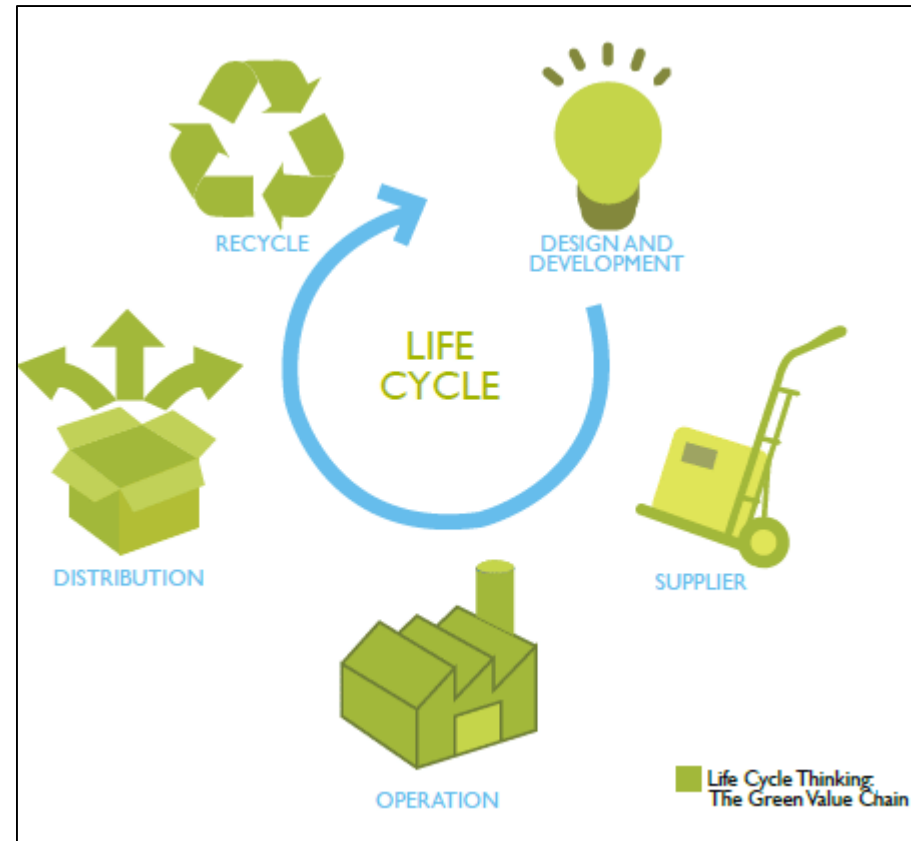 RECYCLE
DESIGN AND
DEVELOPMENT
LIFE
CYCLE
DISTRIBUTION
SUPPLIER
OPERATION
Life Cycle Thinking:
The Green Value Chain